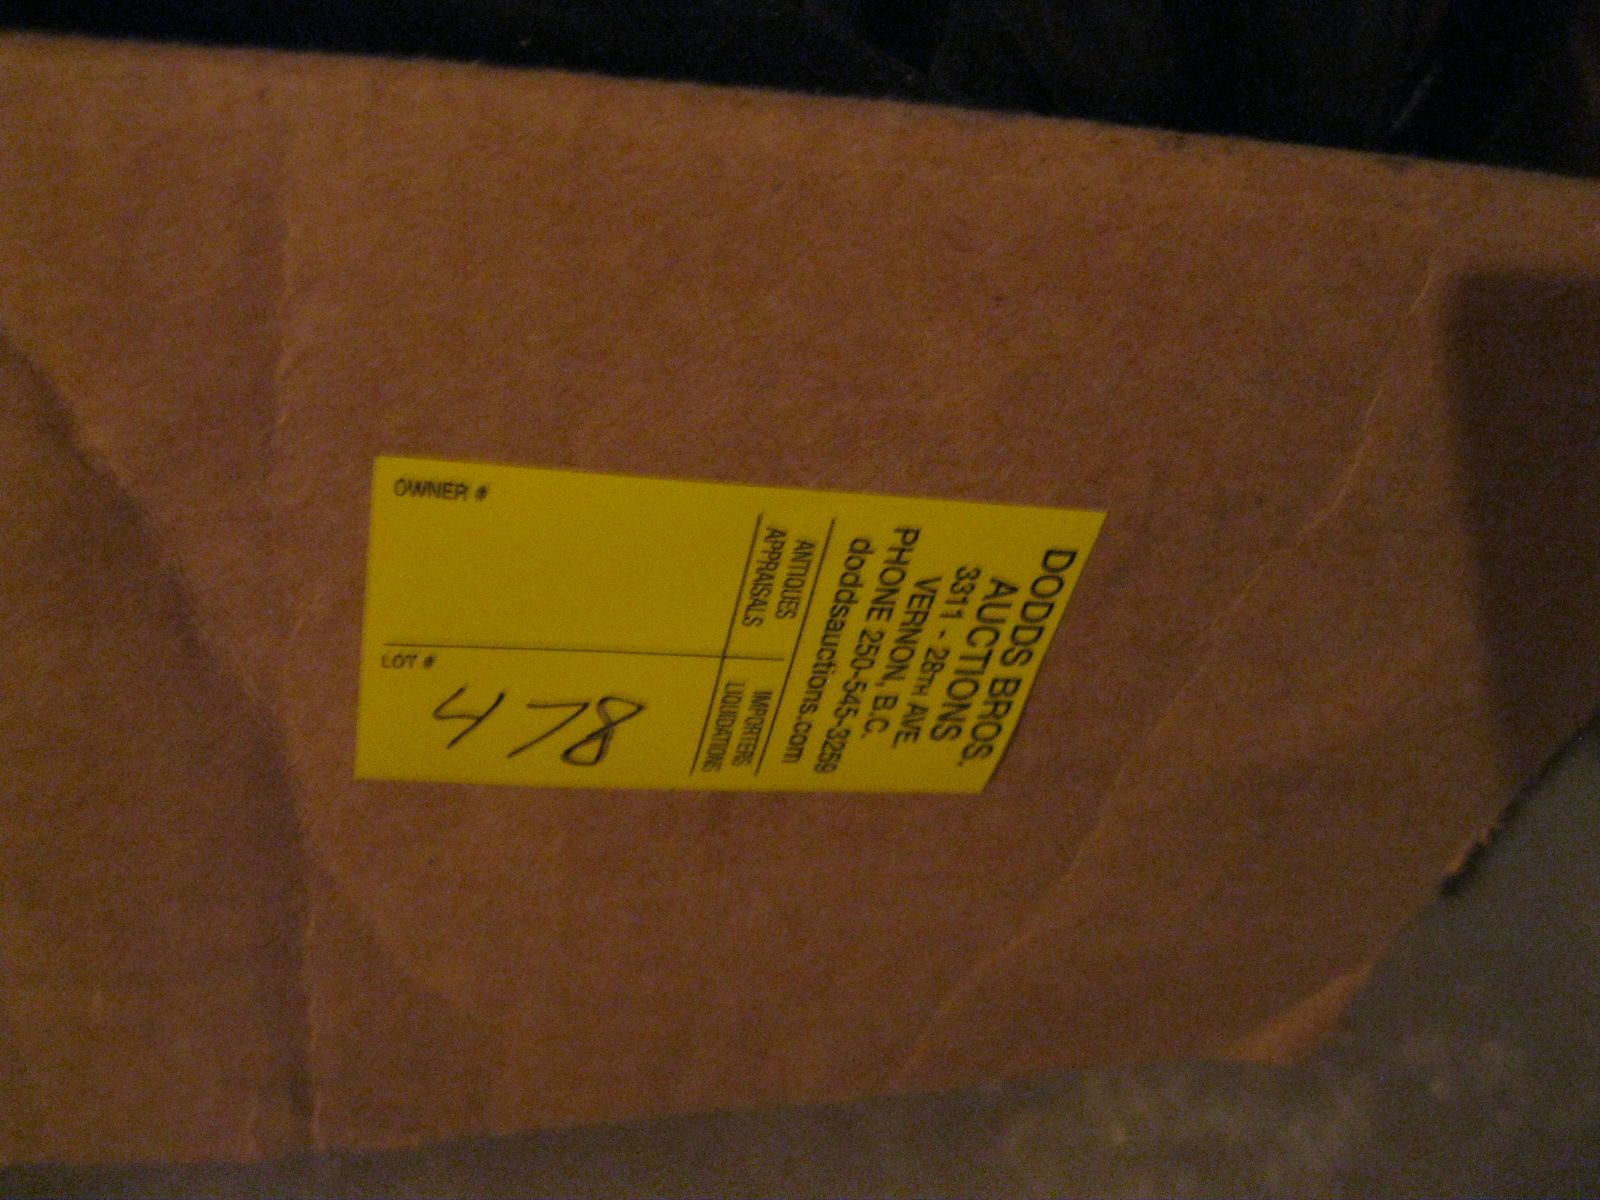 DODDS BROS.
AUCTIONS
3311 - 28TH AVE.
VERNON, B.C.
PHONE 250-545-3259
doddsauctions.com
ANTIQUES IMPORTERS
APPRAISALS LIQUIDATIONS
OWNER #
LOT #
478